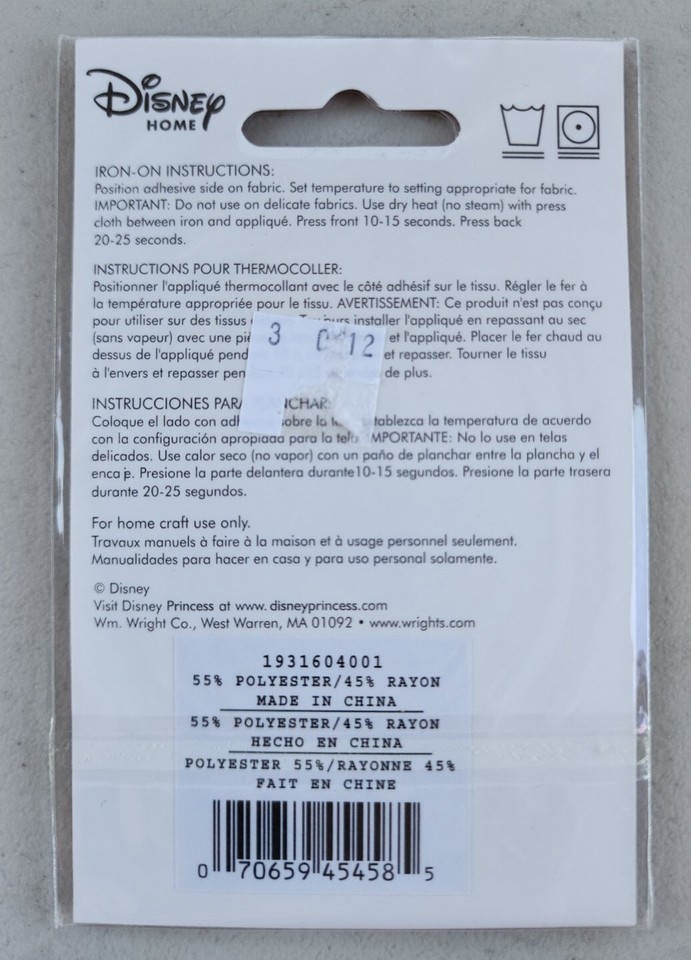 Disney
HOME
IRON-ON INSTRUCTIONS:
Position adhesive side on fabric. Set temperature to setting appropriate for fabric.
IMPORTANT: Do not use on delicate fabrics. Use dry heat (no steam) with press
cloth between iron and appliqué. Press front 10-15 seconds. Press back
20-25 seconds.
INSTRUCTIONS POUR THERMOCOLLER:
Positionner l'appliqué thermocollant avec le côté adhésif sur le tissu. Régler le fer à
la température appropriée pour le tissu. AVERTISSEMENT: Ce produit n'est pas conçu
pour utiliser sur des tissus installer l'appliqué en repassant au sec
(sans vapeur) avec une et l'appliqué. Placer le fer chaud au
dessus de l'appliqué et repasser. Tourner le tissu
à l'envers et repasser de plus.
3 12
INSTRUCCIONES PARA PLANCHAR
Coloque el lado con sobre la la temperatura de acuerdo
con la configuración apropiada para la tela IMPORTANTE: No lo use en telas
delicados. Use calor seco (no vapor) con un paño de planchar entre la plancha y el
encaje. Presione la parte delantera durante10-15 segundos. Presione la parte trasera
durante 20-25 segundos.
For home craft use only.
Travaux manuels à faire à la maison et à usage personnel seulement.
Manualidades para hacer en casa y para uso personal solamente.
© Disney
Visit Disney Princess at www. disneyprincess.com
Wm. Wright Co., West Warren, MA 01092 • www.wrights.com
1931604001
55% POLYESTER/45% RAYON
MADE IN CHINA
55% POLYESTER/45% RAYON
HECHO EN CHINA
POLYESTER 55%/RAYONNE 45%
FAIT EN CHINE
0 70659 45458 5